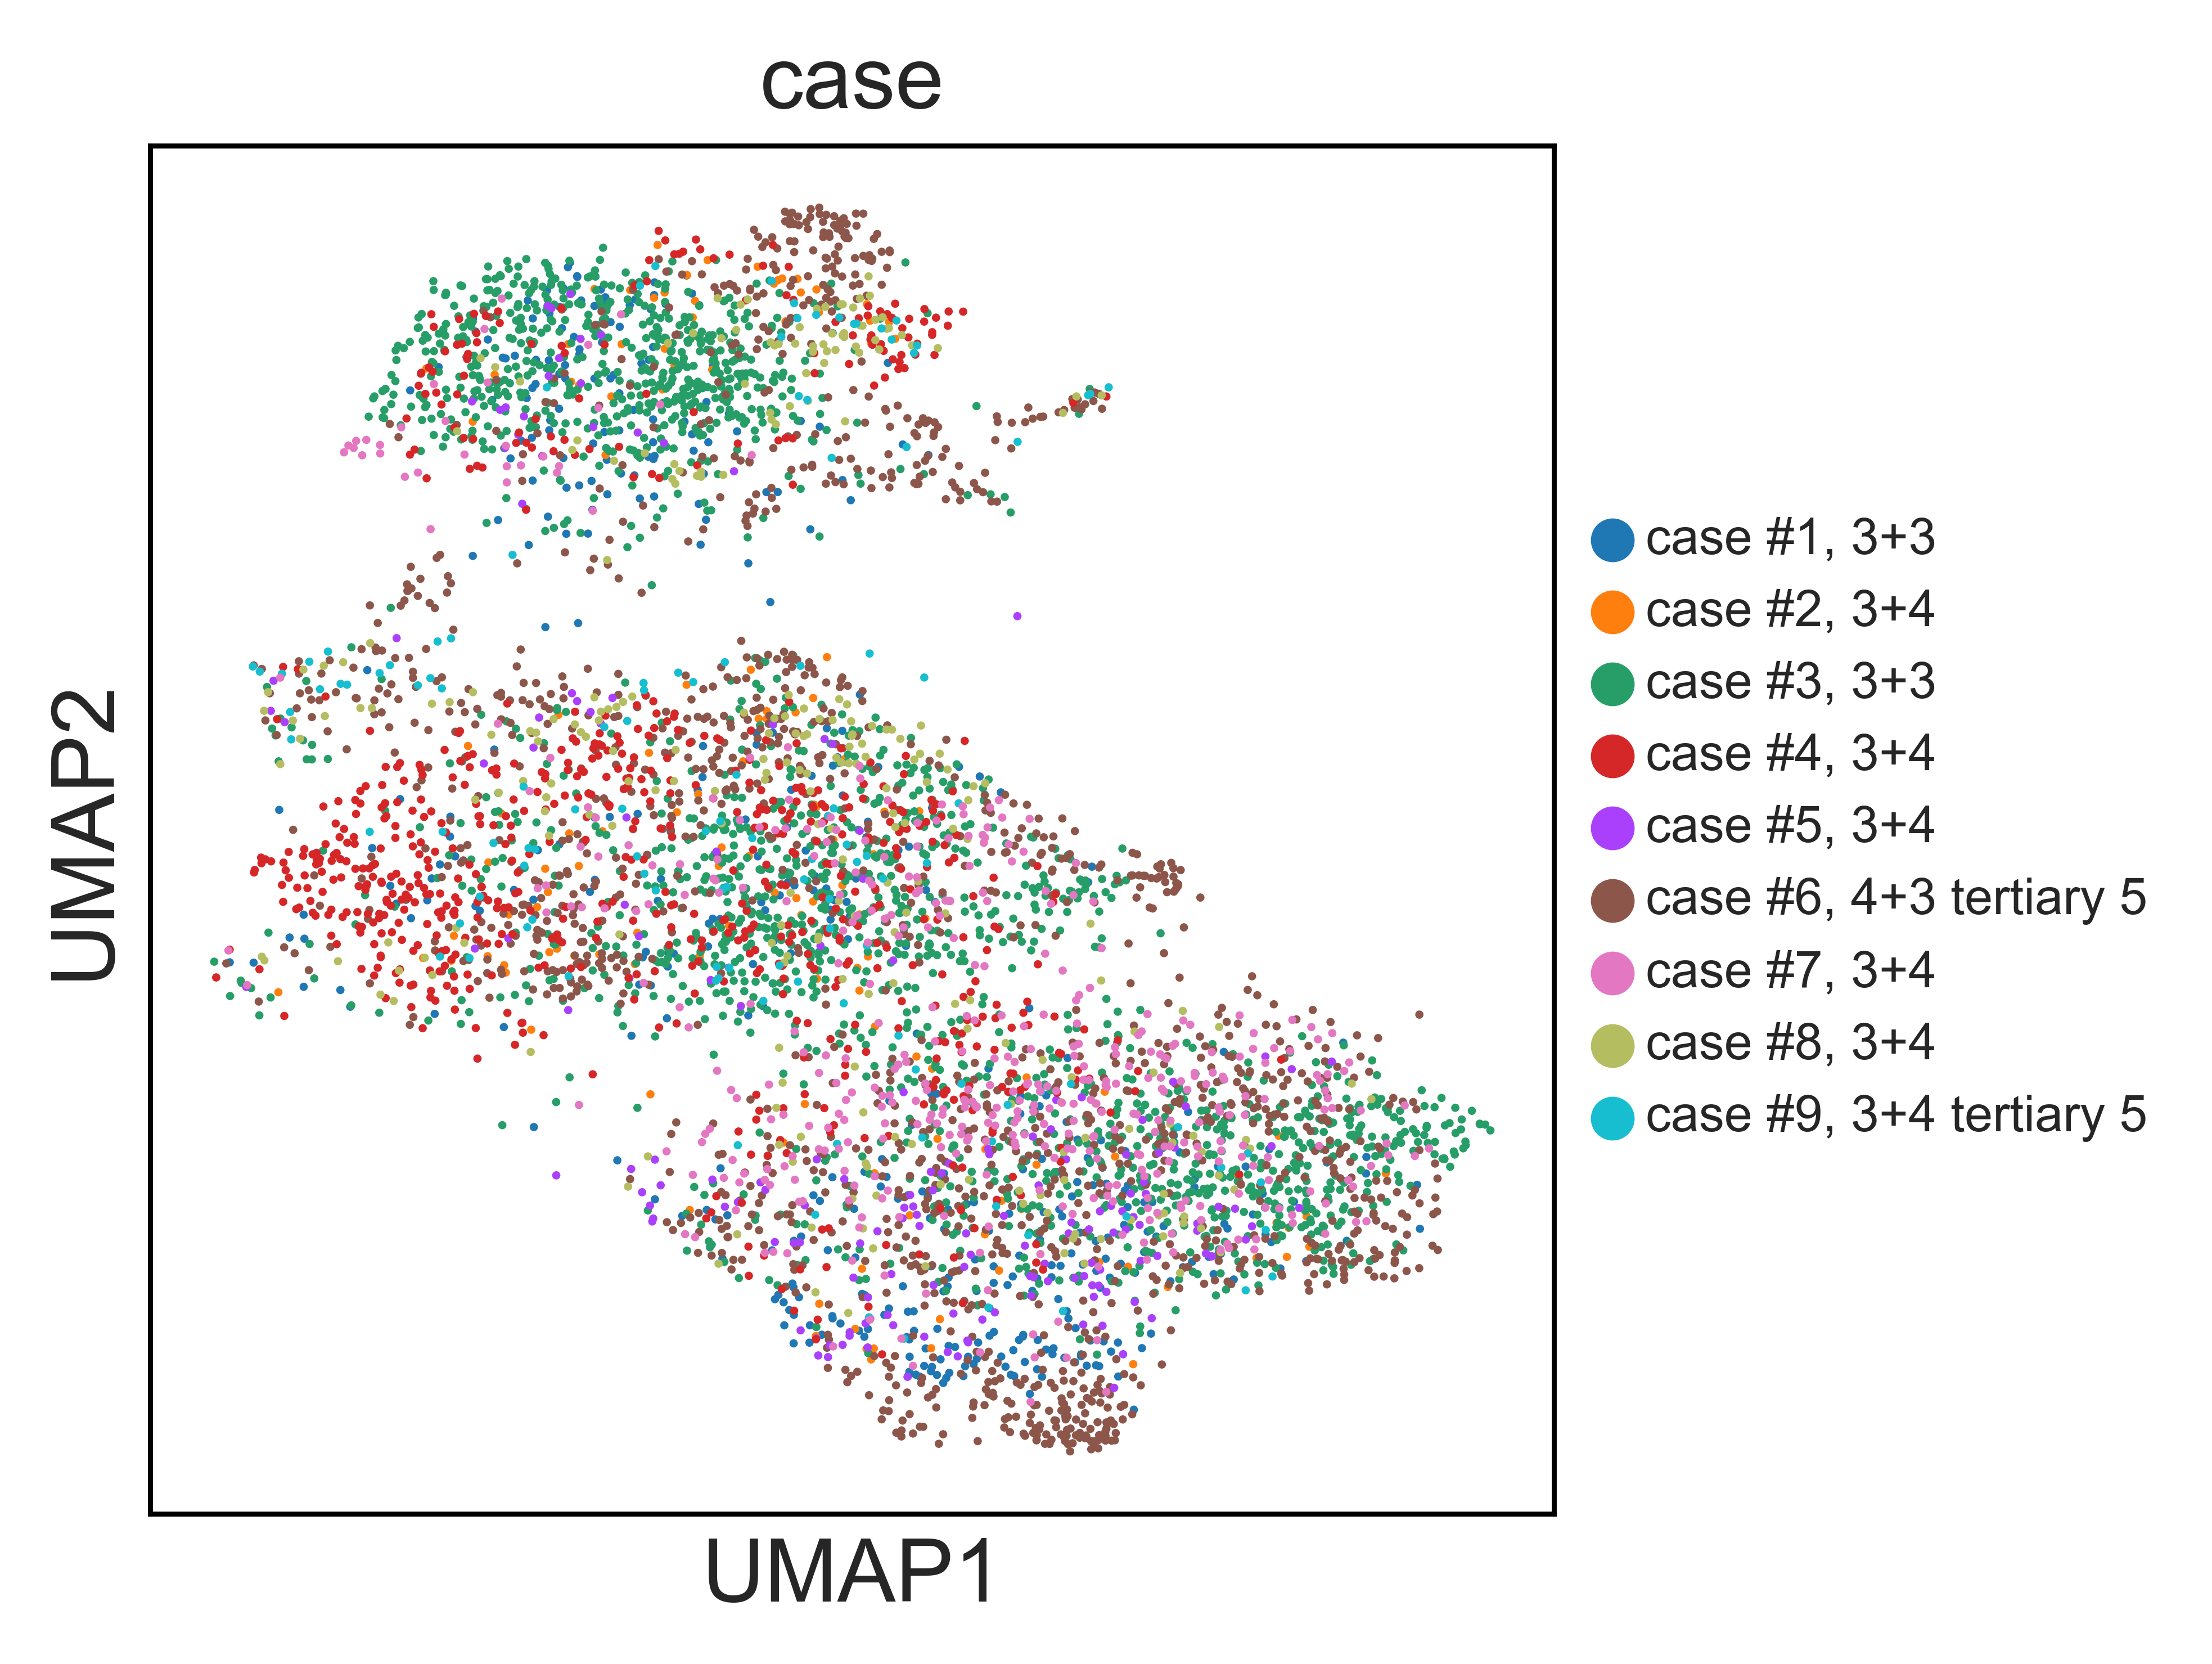 case
UMAP2
UMAP1
case #1, 3+3
case #2, 3+4
case #3, 3+3
case #4, 3+4
case #5, 3+4
case #6, 4+3 tertiary 5
case #7, 3+4
case #8, 3+4
case #9, 3+4 tertiary 5